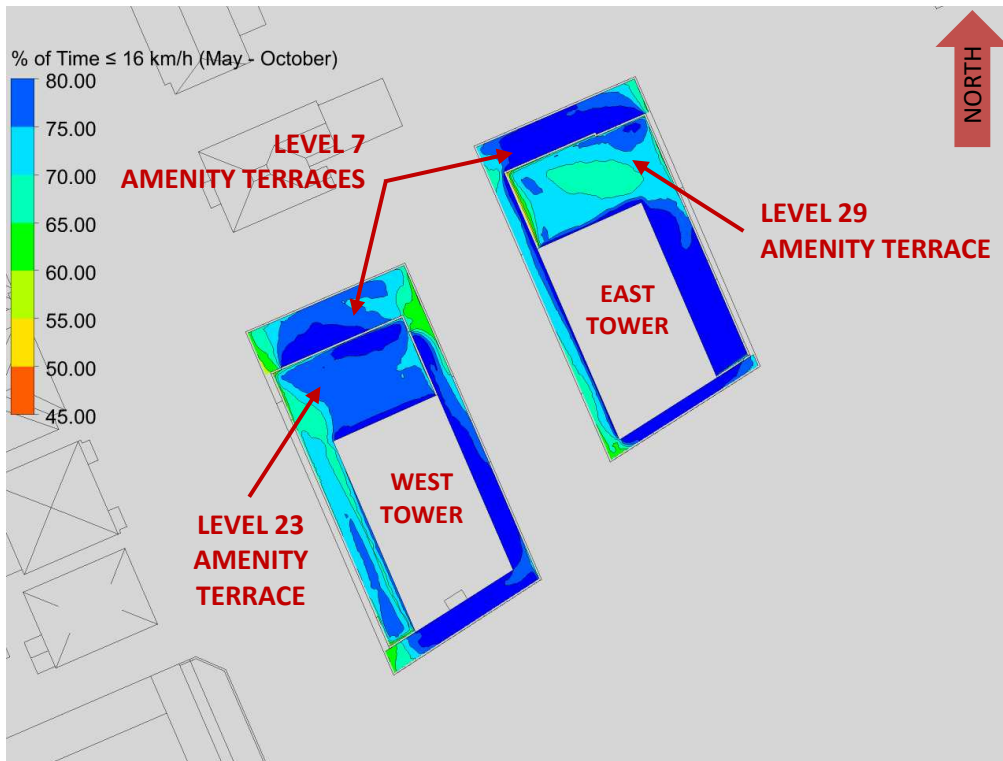 % of Time ≤ 16 km/h (May - October)
80.00
75.00
70.00
65.00
60.00
55.00
50.00
45.00
NORTH
LEVEL 7
AMENITY TERRACES
LEVEL 29
AMENITY TERRACE
EAST
TOWER
WEST
TOWER
LEVEL 23
AMENITY
TERRACE